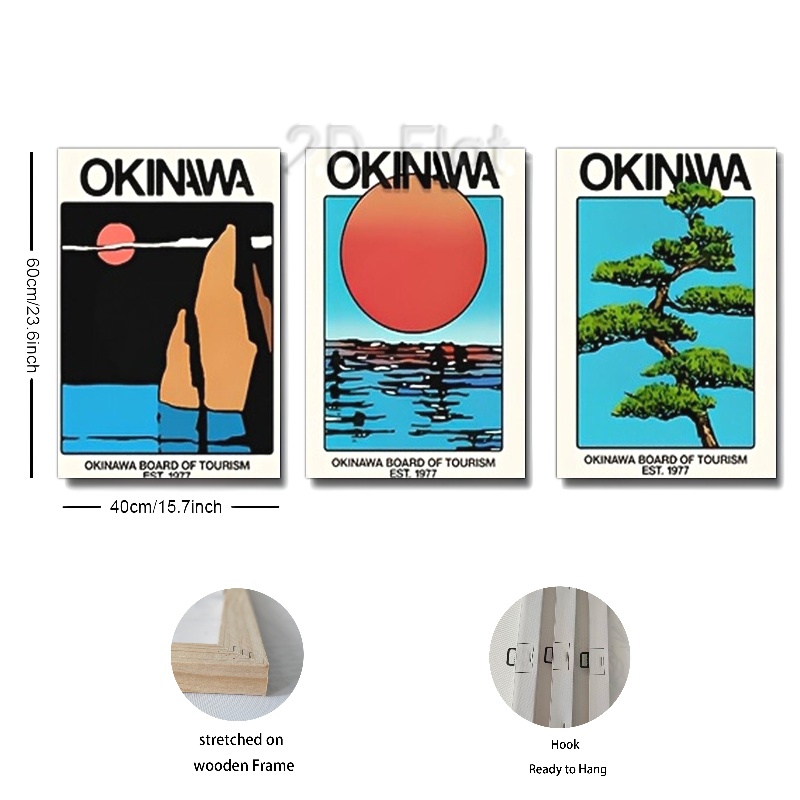 2D_Flat
OKINAWA
OKINAWA
OKINAWA
60cm/23.6inch
OKINAWA BOARD OF TOURISM
EST. 1977
OKINAWA BOARD OF TOURISM
EST. 1977
OKINAWA BOARD OF TOURISM
EST. 1977
40cm/15.7inch
stretched on
wooden Frame
Hook
Ready to Hang